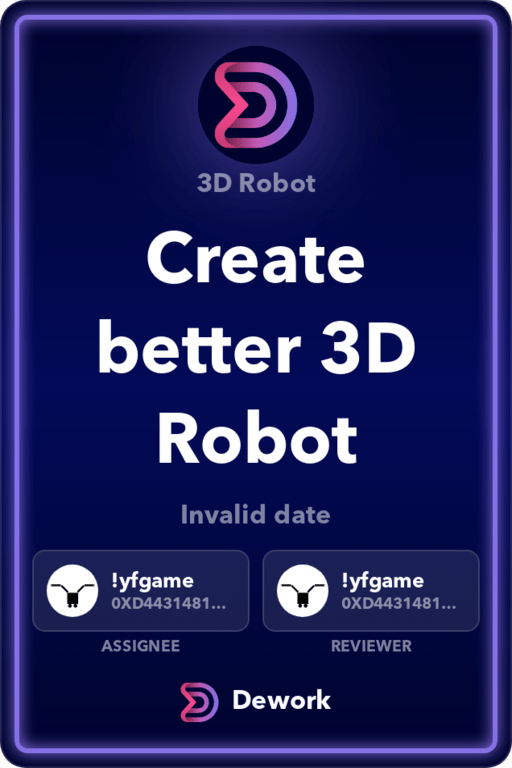 3D Robot
Create
better 3D
Robot
Invalid date
!yfgame
0XD4431481...
!yfgame
0XD4431481...
ASSIGNEE
REVIEWER
Dework